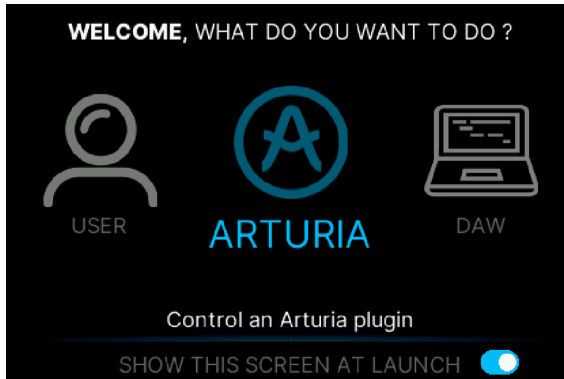 WELCOME, WHAT DO YOU WANT TO DO ?
USER
ARTURIA
DAW
Control an Arturia plugin
SHOW THIS SCREEN AT LAUNCH